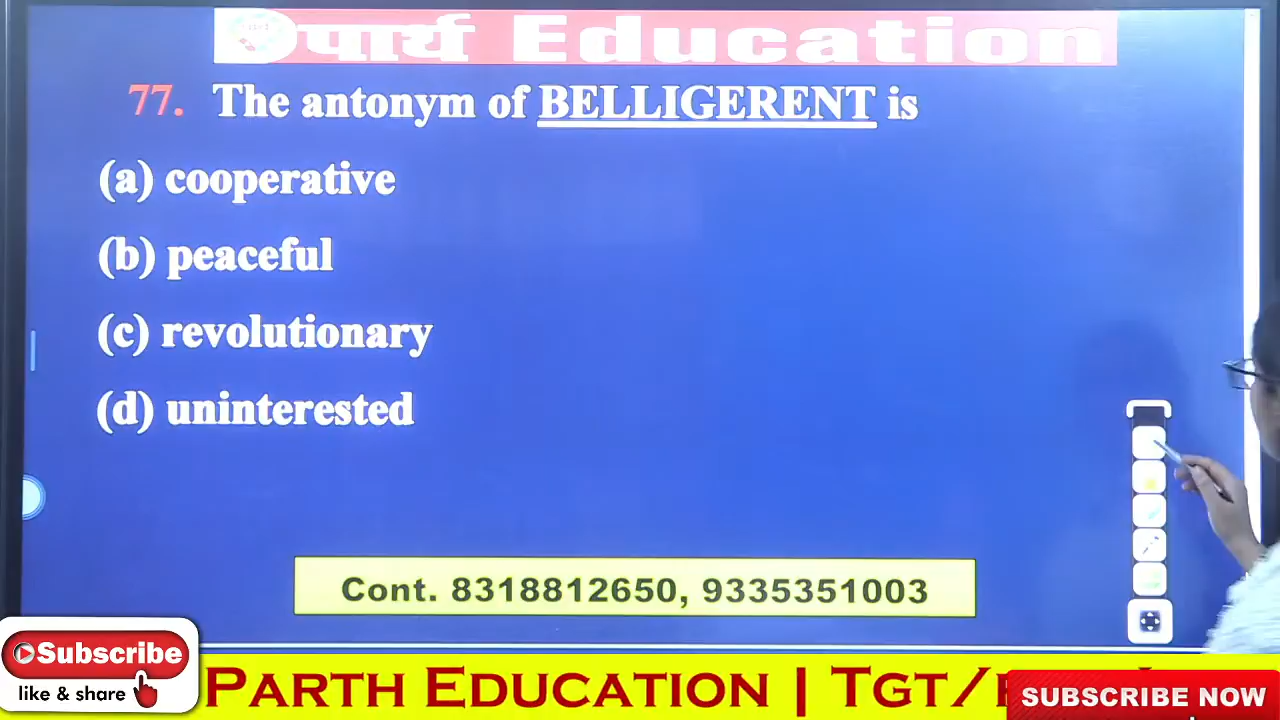 पार्थ Education
77. The antonym of BELLIGERENT is
(a) cooperative
(b) peaceful
(c) revolutionary
(d) uninterested
Cont. 8318812650, 9335351003
Subscribe
like & share
PARTH EDUCATION | TGT/
SUBSCRIBE NOW